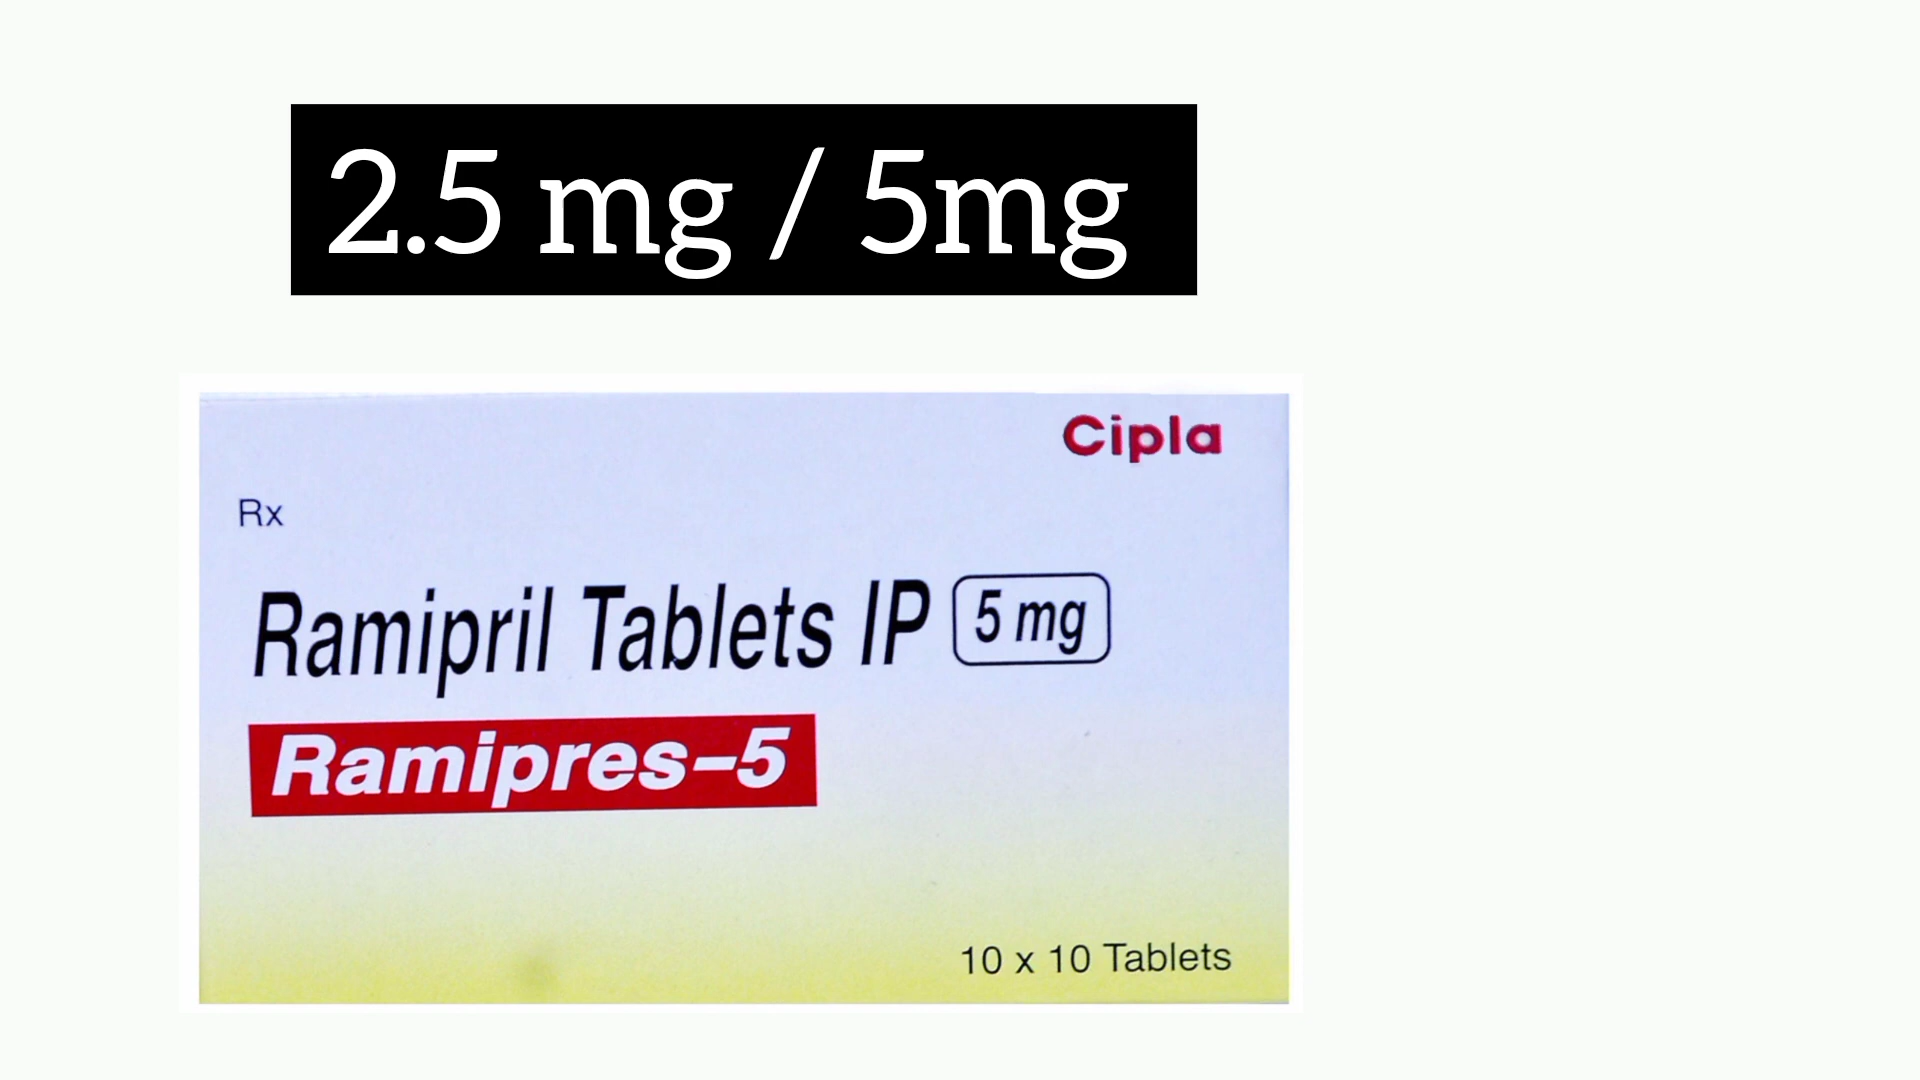 2.5 mg / 5mg
Cipla
Rx
Ramipril Tablets IP 5 mg
Ramipres-5
10 x 10 Tablets